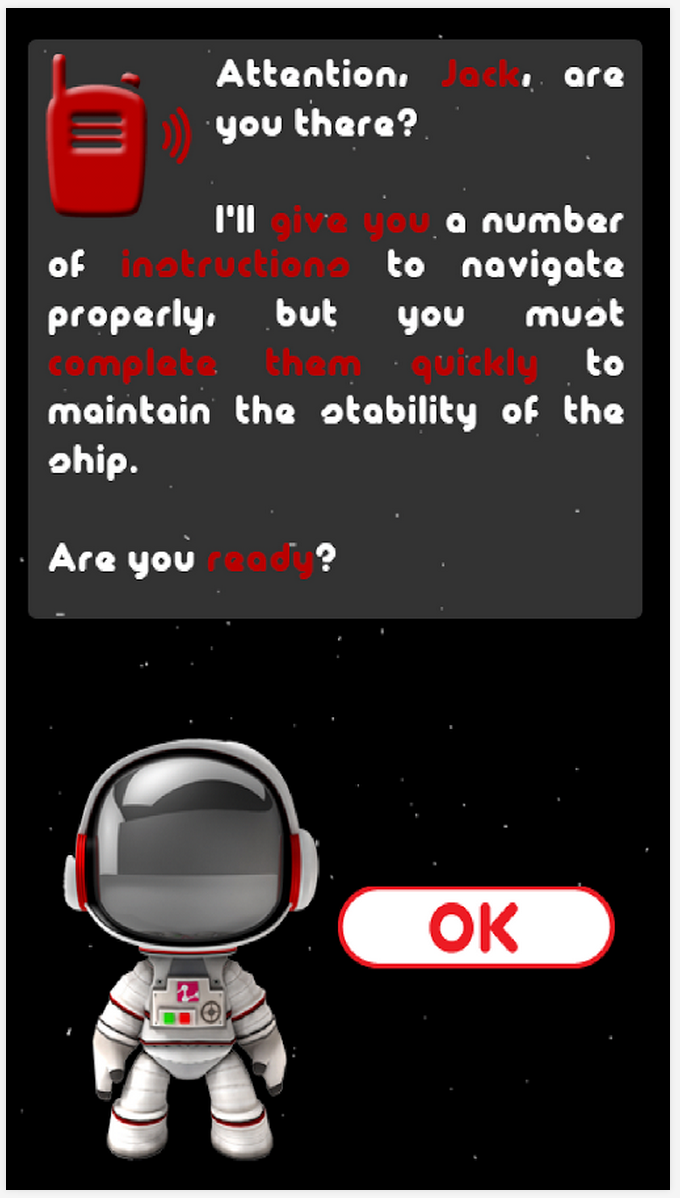 Attention, Jack, are
you there?
I'll give you a number
of instructions to navigate
properly, but you must
complete them quickly to
maintain the stability of the
ship.
Are you ready?
OK